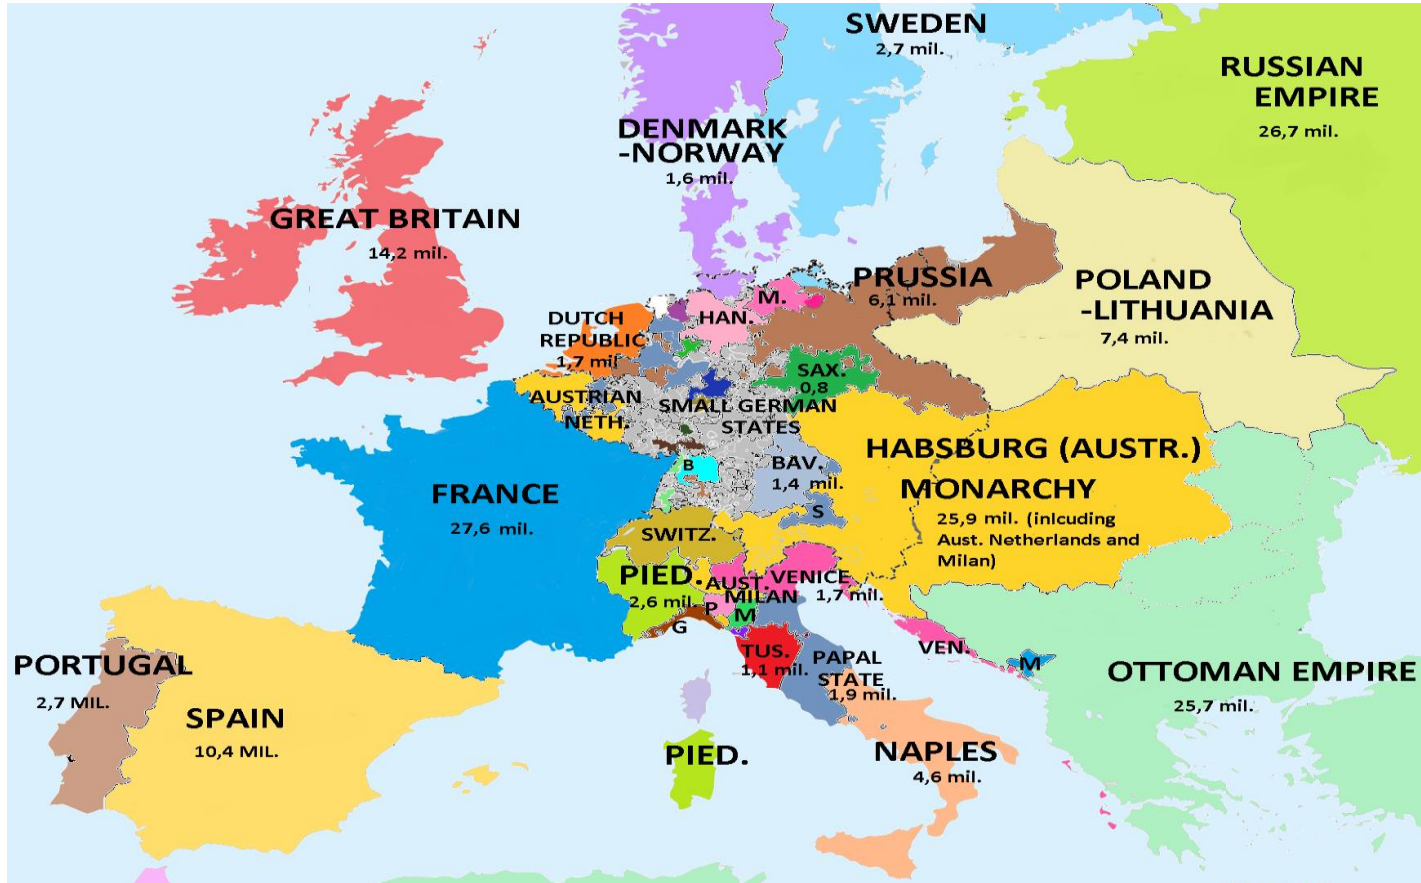 SWEDEN
2,7 mil.
RUSSIAN
EMPIRE
26,7 mil.
DENMARK
-NORWAY
1,6 mil.
GREAT BRITAIN
14,2 mil.
PRUSSIA
6,1 mil.
POLAND
-LITHUANIA
7,4 mil.
M.
HAN.
DUTCH
REPUBLIC
1,7 mil
SAX.
0,8
AUSTRIAN
NETH.
SMALL GERMAN
STATES
HABSBURG (AUSTR.)
MONARCHY
25,9 mil. (inlcuding
Aust. Netherlands and
Milan)
B
BAV.
1,4 mil.
S
FRANCE
27,6 mil.
SWITZ.
PIED.
2,6 mil.
AUST.
MILAN
VENICE
1,7 mil.
P
M
G
TUS.
1,1 mil.
PAPAL
STATE
1,9 mil.
VEN.
M
OTTOMAN EMPIRE
25,7 mil.
PORTUGAL
2,7 MIL.
SPAIN
10,4 MIL.
PIED.
NAPLES
4,6 mil.